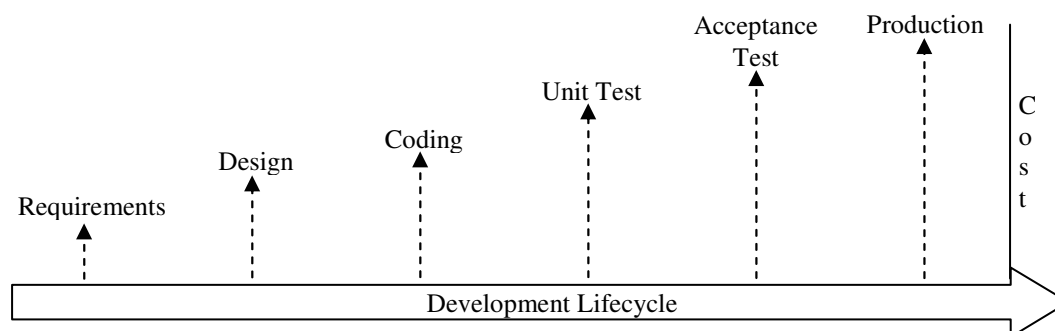 Requirements
Design
Coding
Unit Test
Acceptance
Test
Production
C
o
s
t
Development Lifecycle